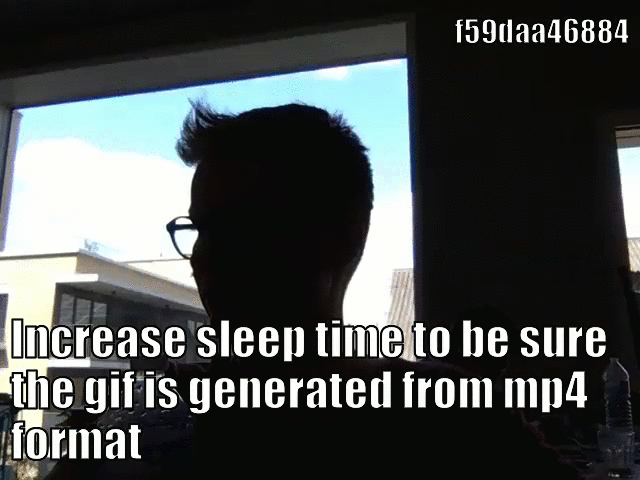 f59daa46884
Increase sleep time to be sure
the gif is generated from mp4
format